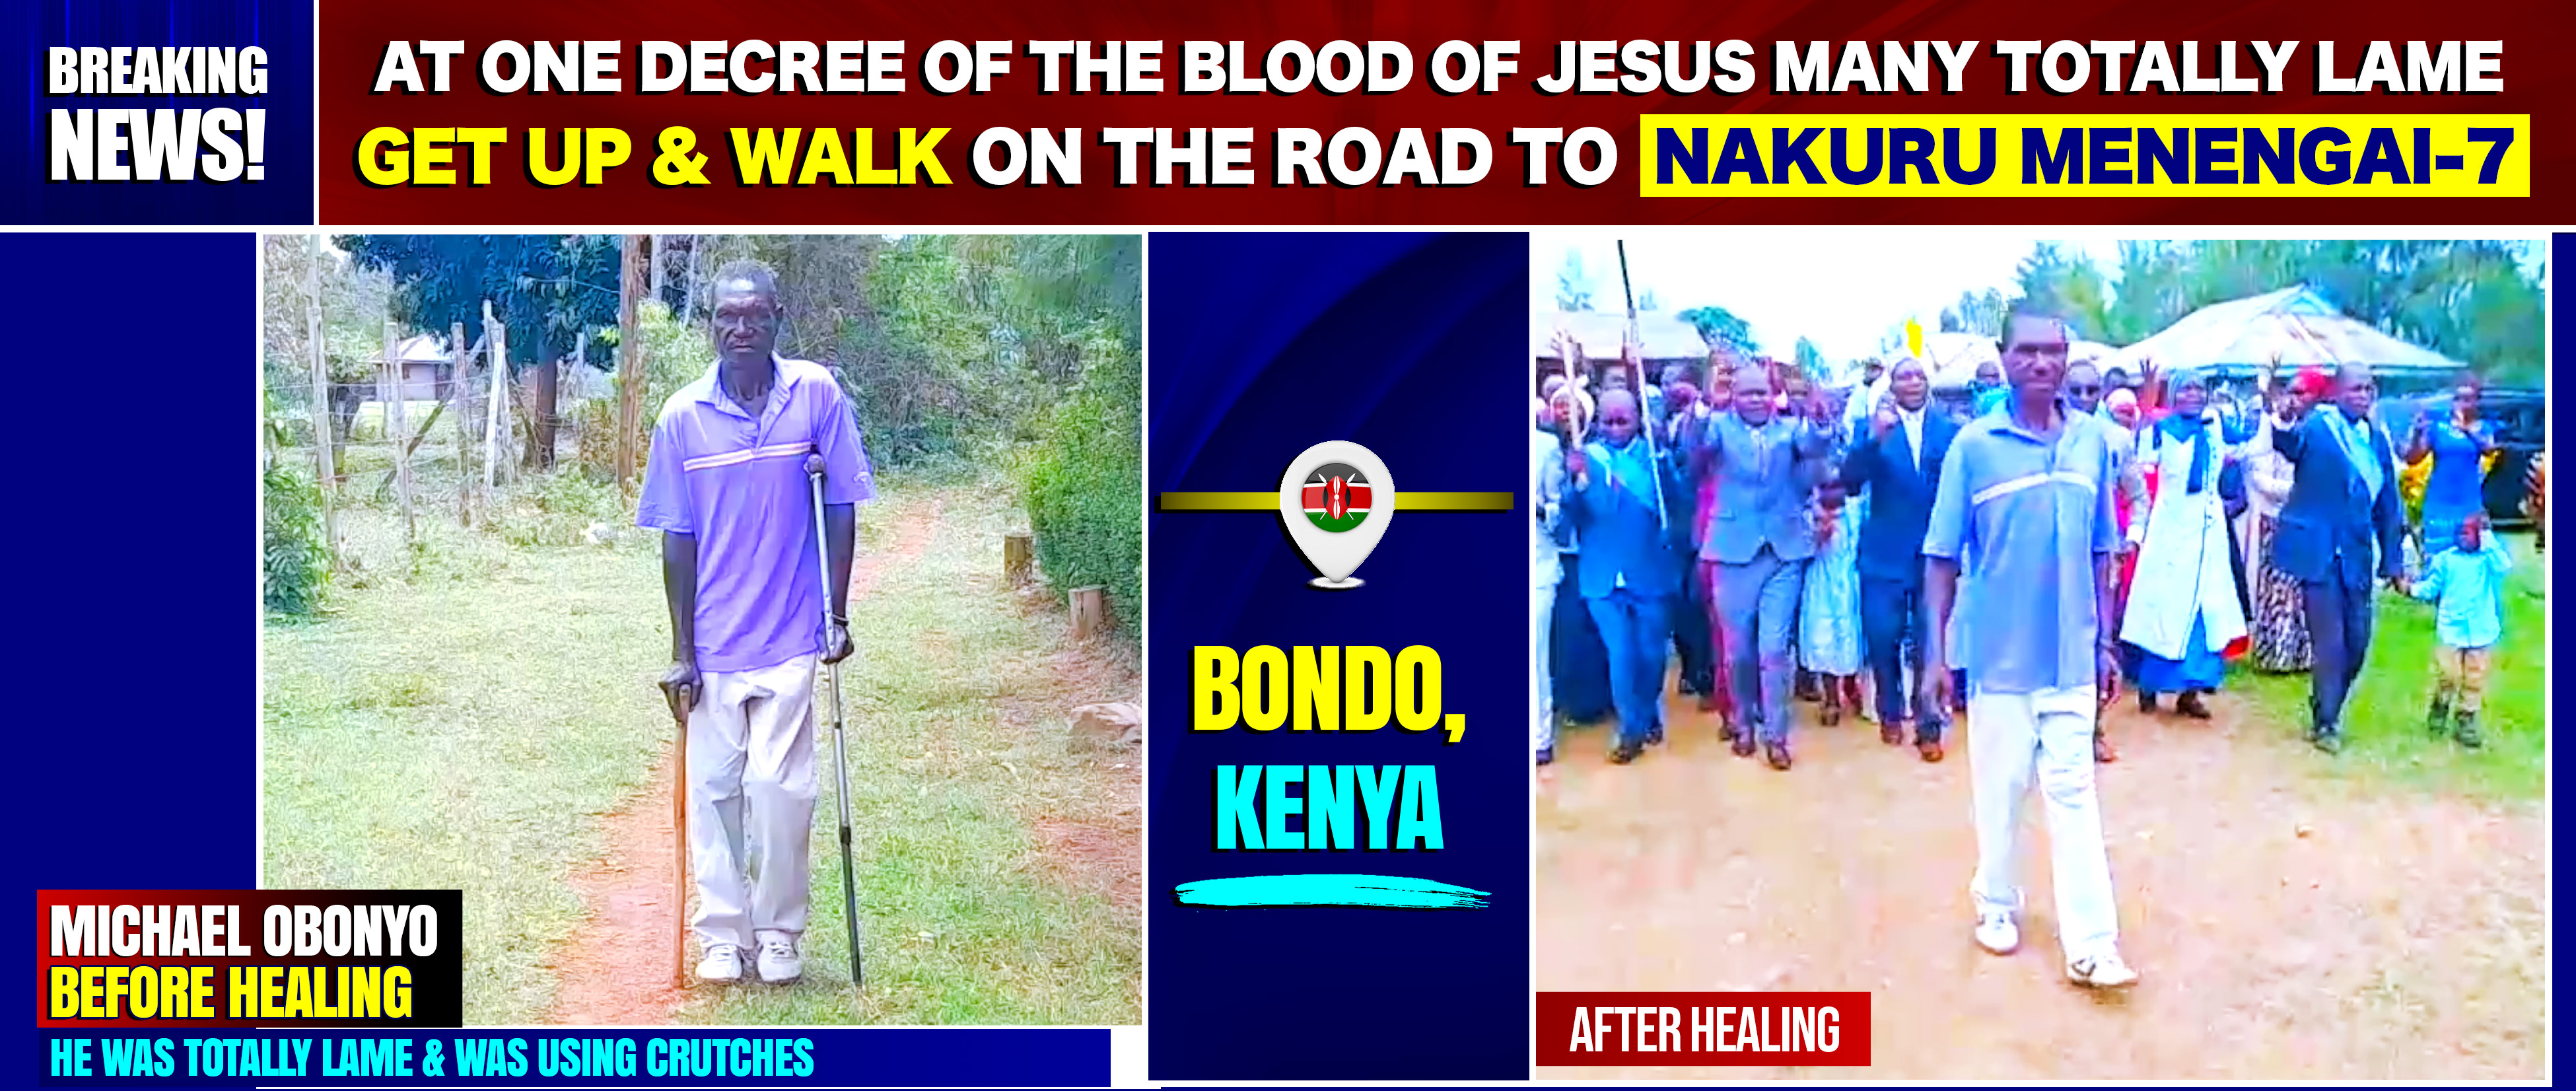 BREAKING
NEWS!
AT ONE DECREE OF THE BLOOD OF JESUS MANY TOTALLY LAME
GET UP & WALK ON THE ROAD TO NAKURU MENENGAI-7
BONDO,
KENYA
MICHAEL OBONYO
BEFORE HEALING
HE WAS TOTALLY LAME & WAS USING CRUTCHES
AFTER HEALING